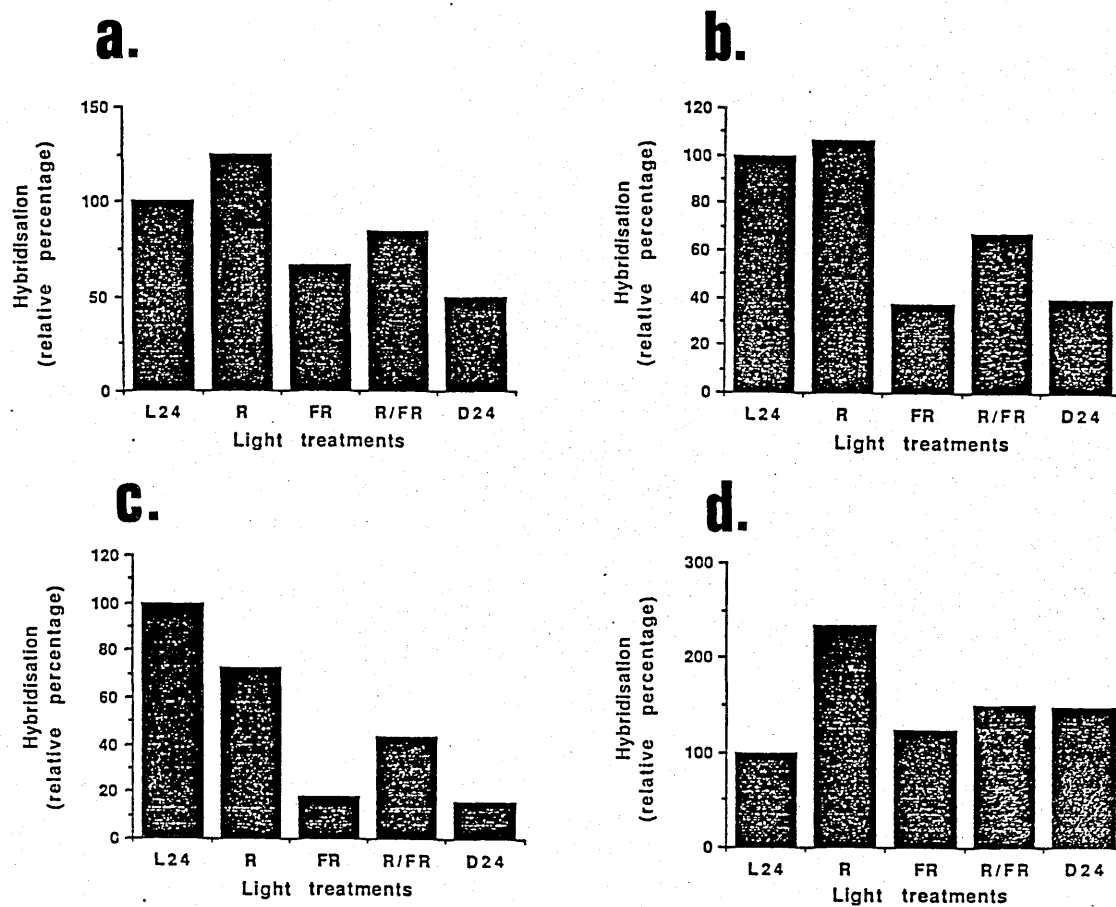 a.
Hybridisation
(relative percentage)
150
100
50
0
L24 R FR R/FR D24
Light treatments
b.
Hybridisation
(relative percentage)
120
100
80
60
40
20
0
L24 R FR R/FR D24
Light treatments
c.
Hybridisation
(relative percentage)
120
100
80
60
40
20
0
L24 R FR R/FR D24
Light treatments
d.
Hybridisation
(relative percentage)
300
200
100
0
L24 R FR R/FR D24
Light treatments